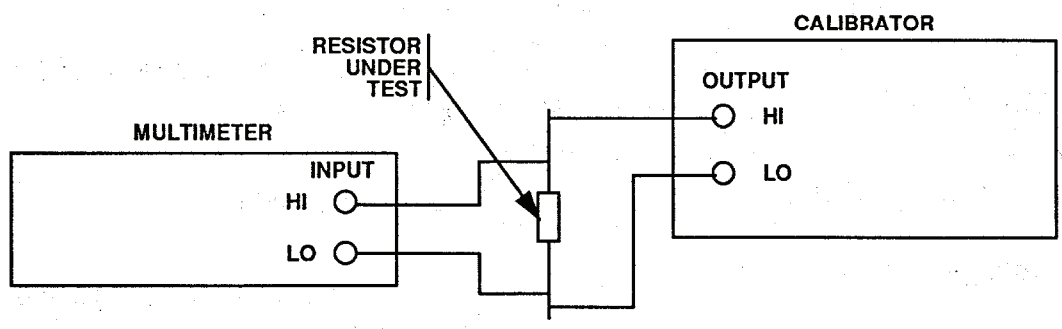 CALIBRATOR
RESISTOR
UNDER
TEST
OUTPUT
HI
LO
MULTIMETER
INPUT
HI
LO